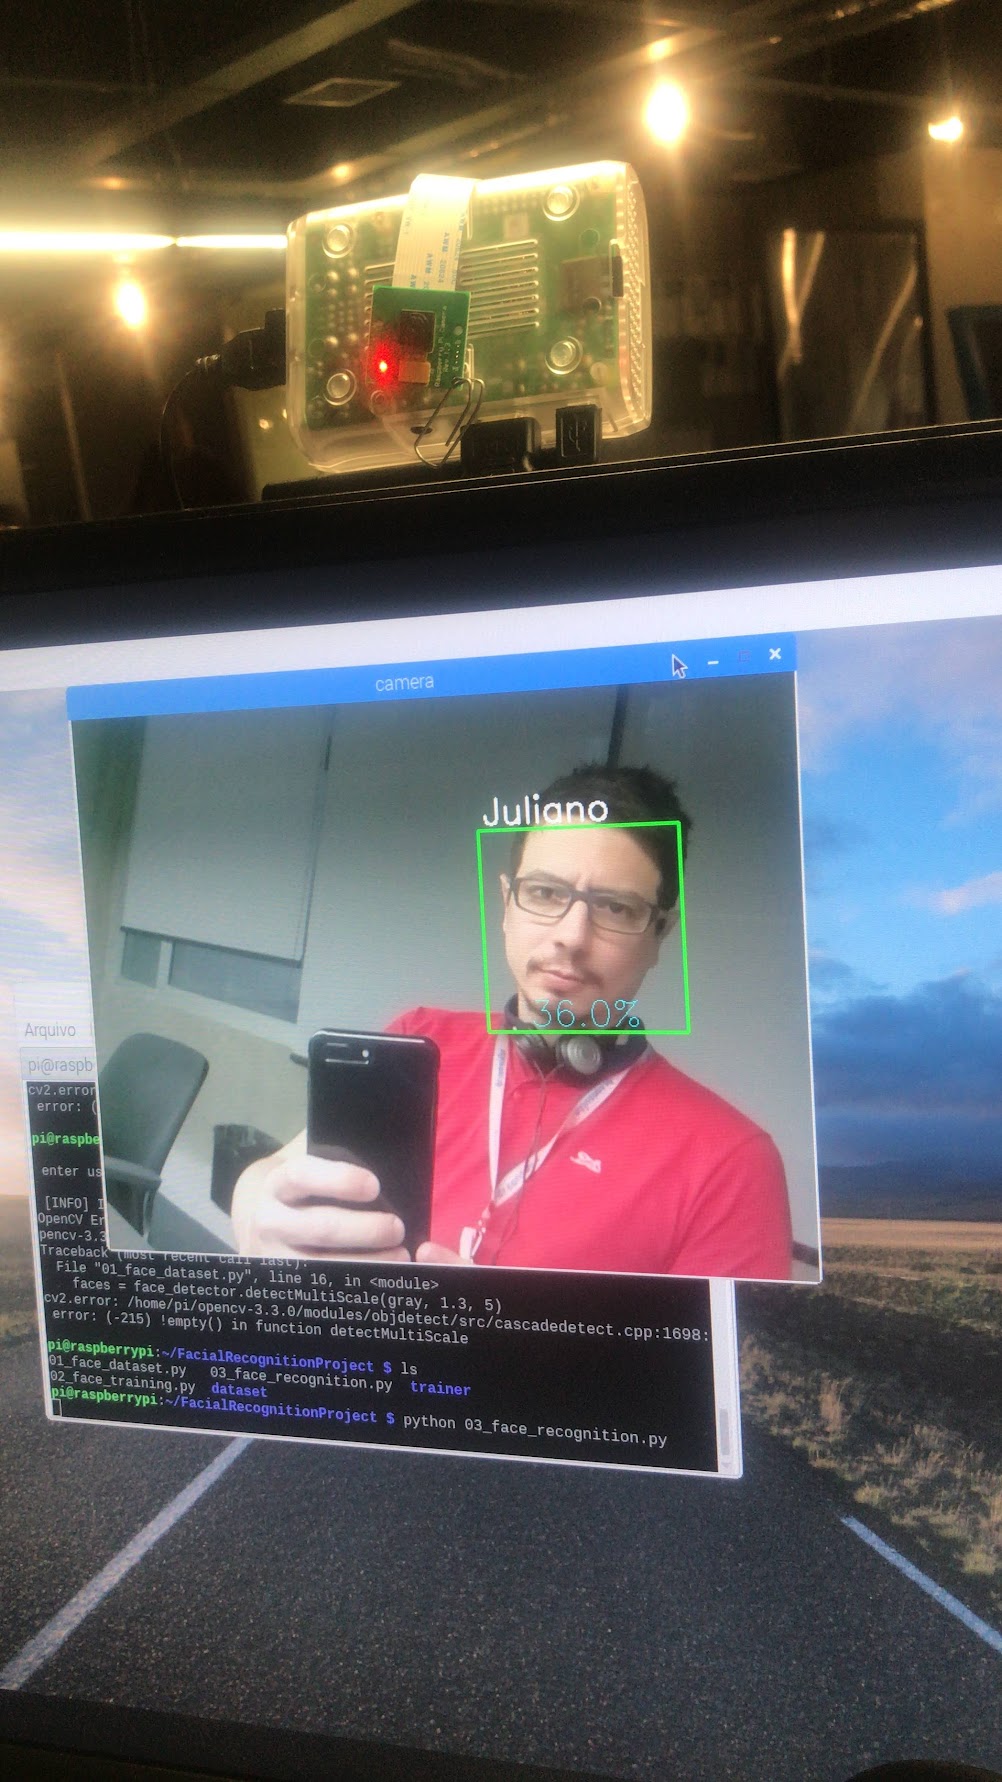 camera
Juliano
36.0%
Arquivo
pi@raspb
cv2.error
error: (
pi@raspbe
enter us
[INFO] I
OpenCV Er
pencv-3.3
Traceback (most recent call last):
File "01_face_dataset.py", line 16, in <module>
faces = face_detector.detectMultiScale(gray, 1.3, 5)
cv2.error: /home/pi/opencv-3.3.0/modules/objdetect/src/cascadedetect.cpp:1698:
error: (-215) !empty() in function detectMultiScale
pi@raspberrypi:~/FacialRecognitionProject $ ls
01_face_dataset.py 03_face_recognition.py trainer
02_face_training.py dataset
pi@raspberrypi:~/FacialRecognitionProject $ python 03_face_recognition.py